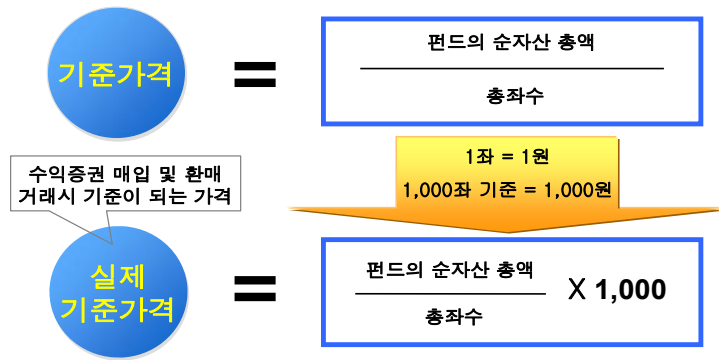 기준가격
=
펀드의 순자산 총액
총좌수
1좌 = 1원
1,000좌 기준 = 1,000원
수익증권 매입 및 환매
거래시 기준이 되는 가격
실제
기준가격
=
펀드의 순자산 총액
총좌수
X 1,000